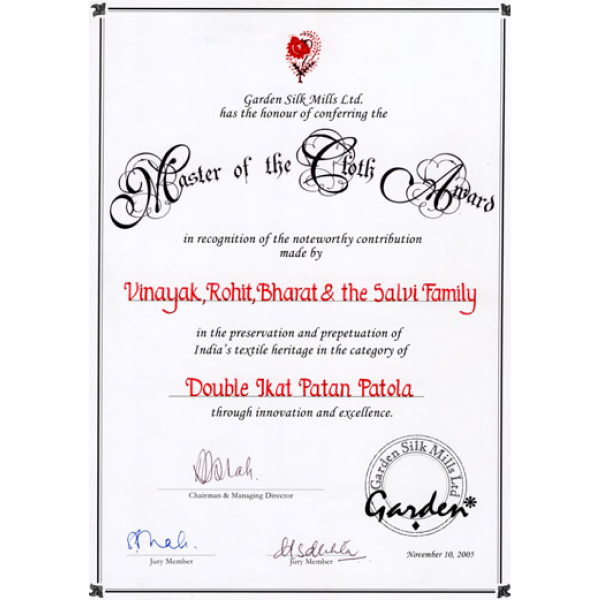 Garden Silk Mills Ltd.
has the honour of conferring the
Master of the Cloth Award
in recognition of the noteworthy contribution
made by
Vinayak, Rohit, Bharat & the Salvi Family
in the preservation and prepetuation of
India's textile heritage in the category of
Double Ikat Patan Patola
through innovation and excellence.
Chairman & Managing Director
Garden Silk Mills Ltd
Garden
Jury Member
Jury Member
November 10, 2005